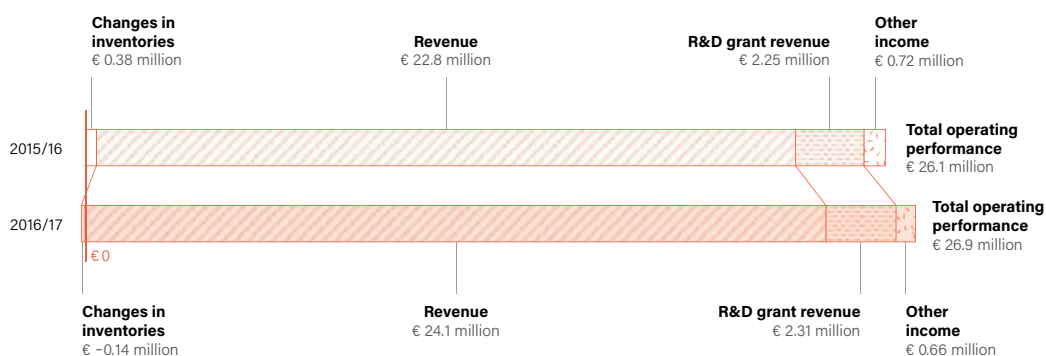 Changes in
inventories
€ 0.38 million
Revenue
€ 22.8 million
R&D grant revenue
€ 2.25 million
Other
income
€ 0.72 million
2015/16
Total operating
performance
€ 26.1 million
2016/17
Total operating
performance
€ 26.9 million
€ 0
Changes in
inventories
€ −0.14 million
Revenue
€ 24.1 million
R&D grant revenue
€ 2.31 million
Other
income
€ 0.66 million